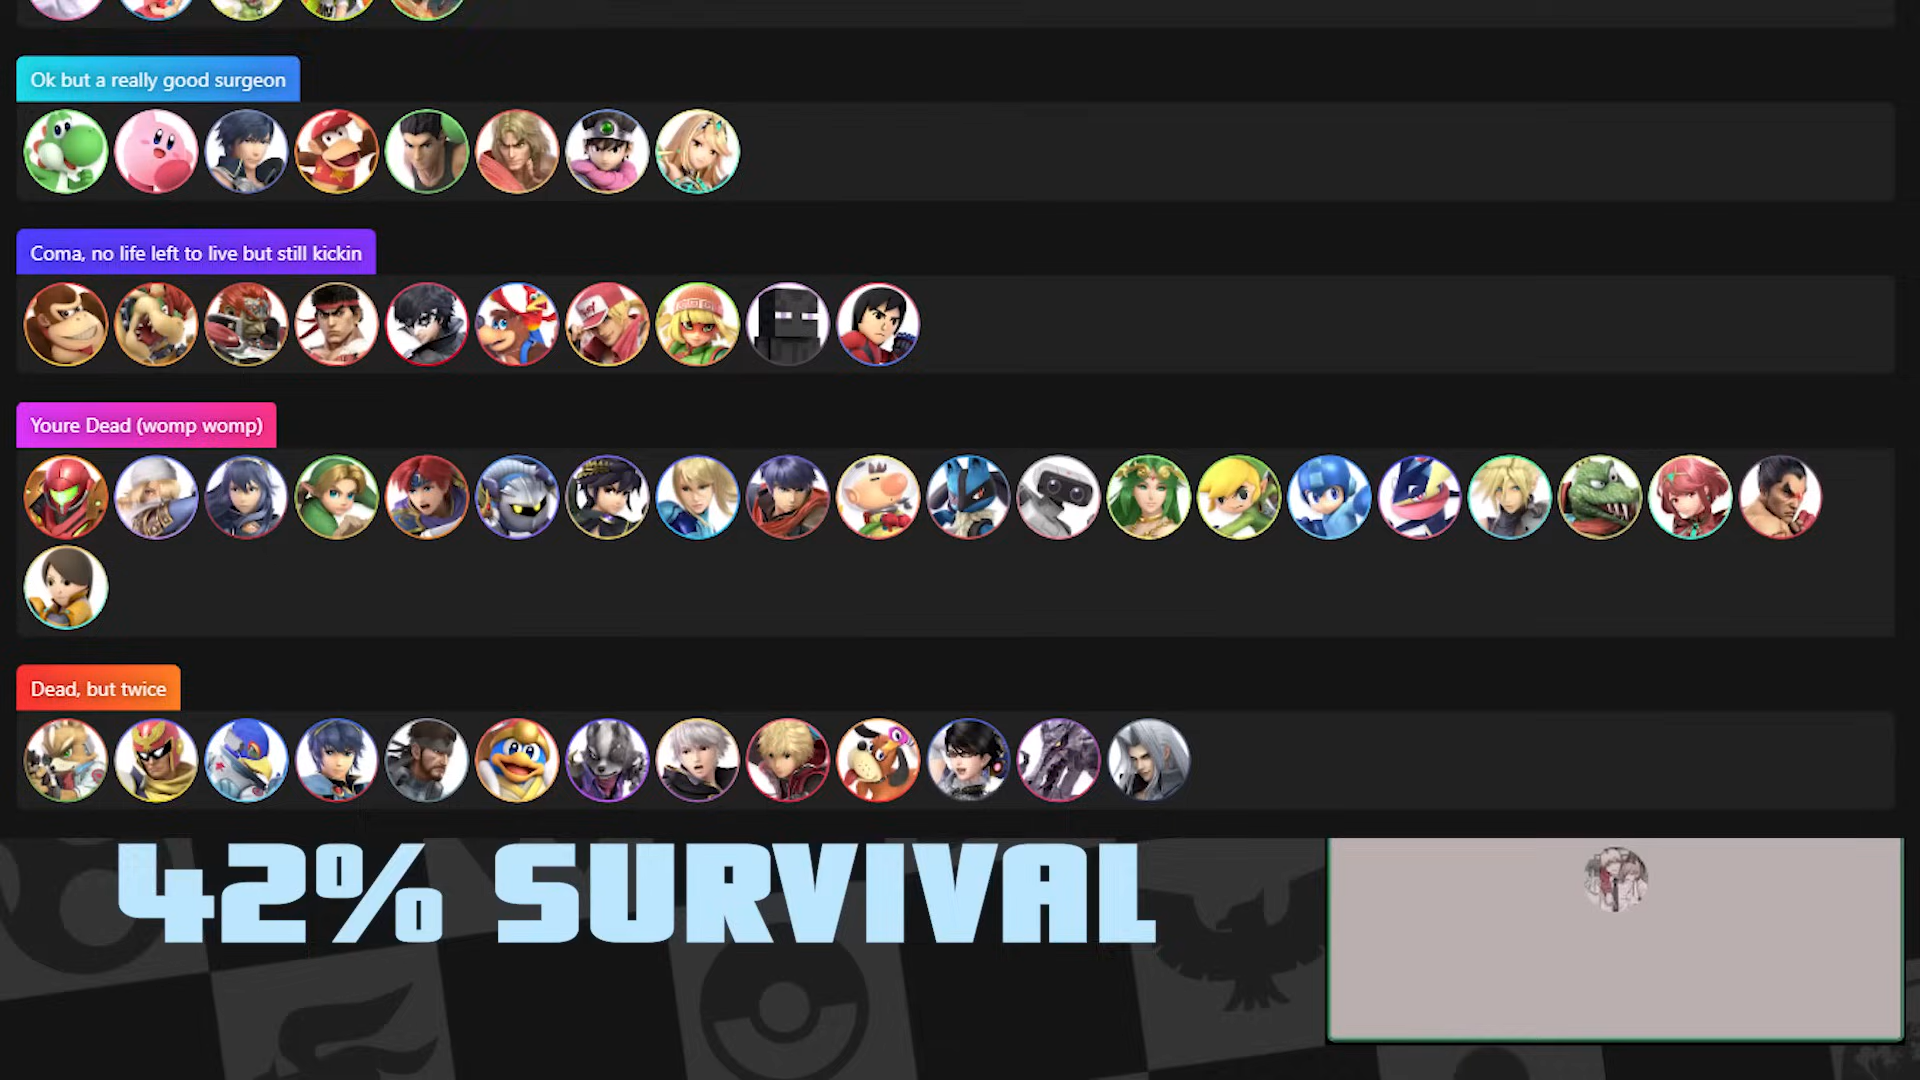 Ok but a really good surgeon
Coma, no life left to live but still kickin
Youre Dead (womp womp)
Dead, but twice
42% SURVIVAL